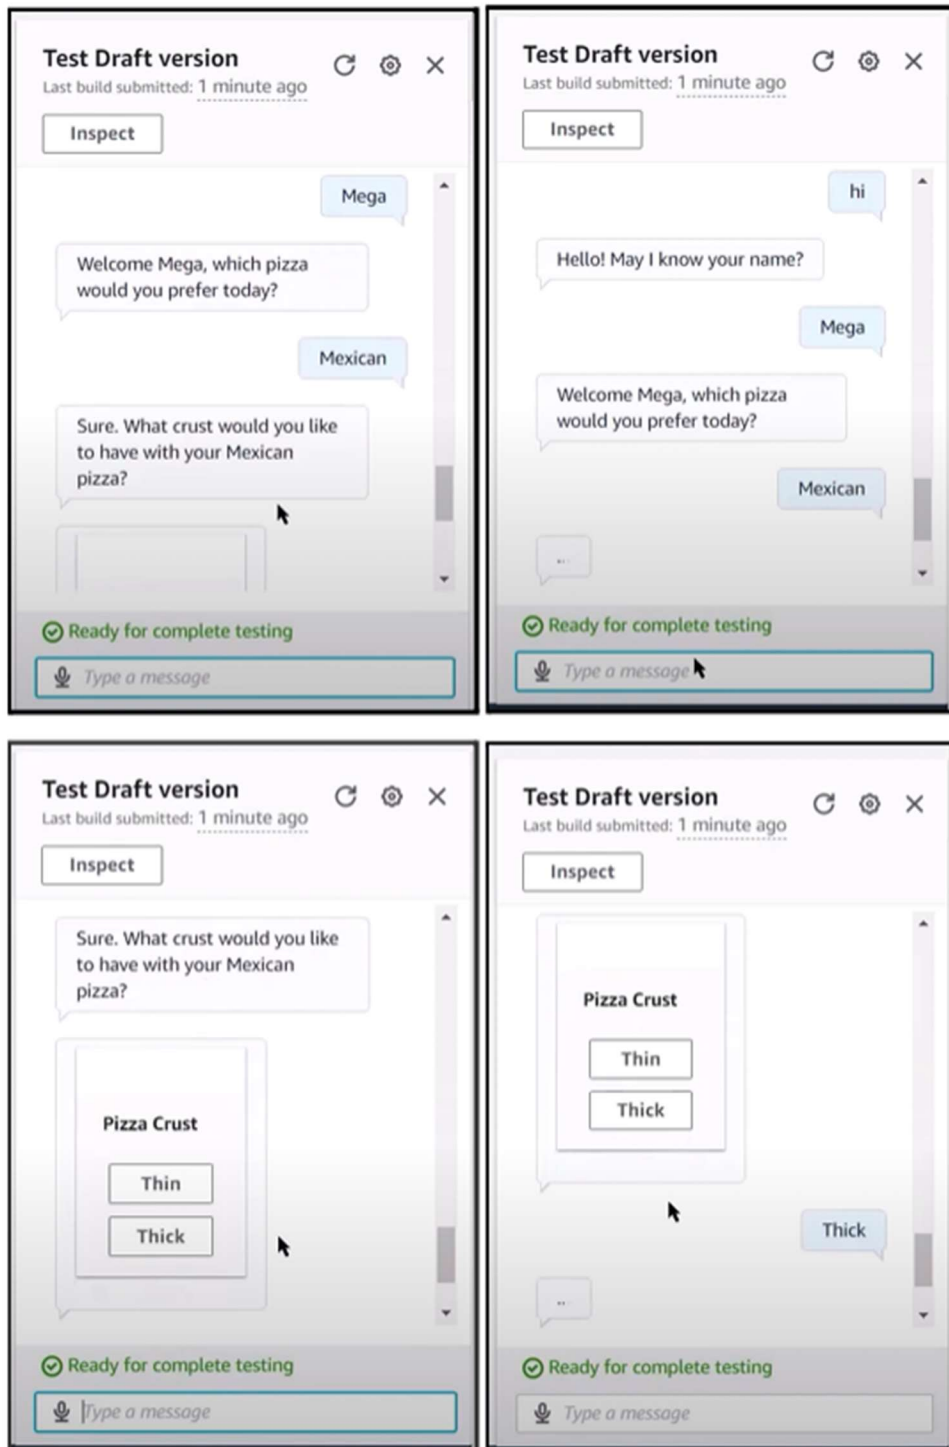 Test Draft version
Last build submitted: 1 minute ago
Inspect
Mega
Welcome Mega, which pizza
would you prefer today?
Mexican
Sure. What crust would you like
to have with your Mexican
pizza?
Ready for complete testing
Type a message
Test Draft version
Last build submitted: 1 minute ago
Inspect
hi
Hello! May I know your name?
Mega
Welcome Mega, which pizza
would you prefer today?
Mexican
..
Ready for complete testing
Type a message
Test Draft version
Last build submitted: 1 minute ago
Inspect
Sure. What crust would you like
to have with your Mexican
pizza?
Pizza Crust
Thin
Thick
Ready for complete testing
Type a message
Test Draft version
Last build submitted: 1 minute ago
Inspect
Pizza Crust
Thin
Thick
Thick
..
Ready for complete testing
Type a message